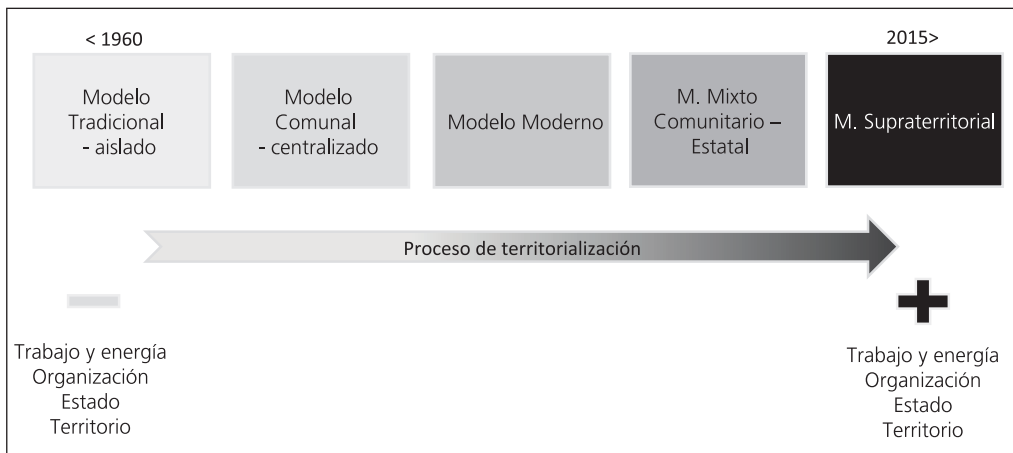 < 1960
2015>
Modelo
Tradicional
- aislado
Modelo
Comunal
- centralizado
Modelo Moderno
M. Mixto
Comunitario –
Estatal
M. Supraterritorial
Proceso de territorialización
Trabajo y energía
Organización
Estado
Territorio
Trabajo y energía
Organización
Estado
Territorio